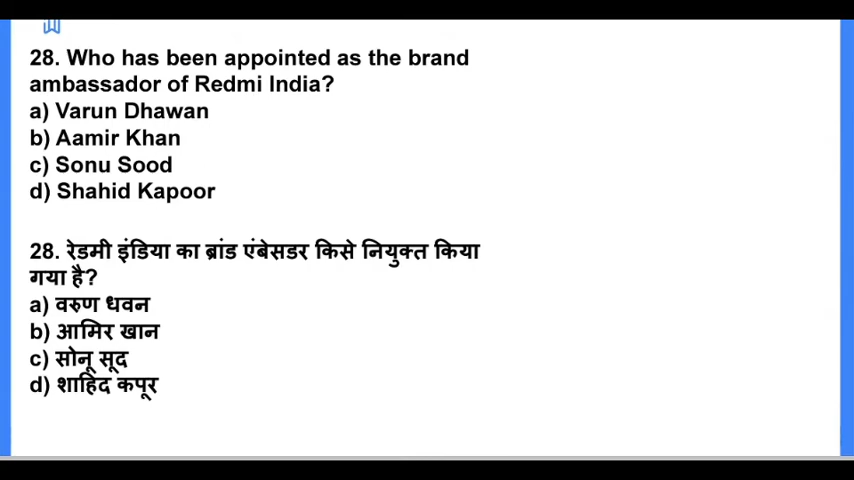 28. Who has been appointed as the brand
ambassador of Redmi India?
a) Varun Dhawan
b) Aamir Khan
c) Sonu Sood
d) Shahid Kapoor
28. रेडमी इंडिया का ब्रांड एंबेसडर किसे नियुक्त किया
गया है?
a) वरुण धवन
b) आमिर खान
c) सोनू सूद
d) शाहिद कपूर